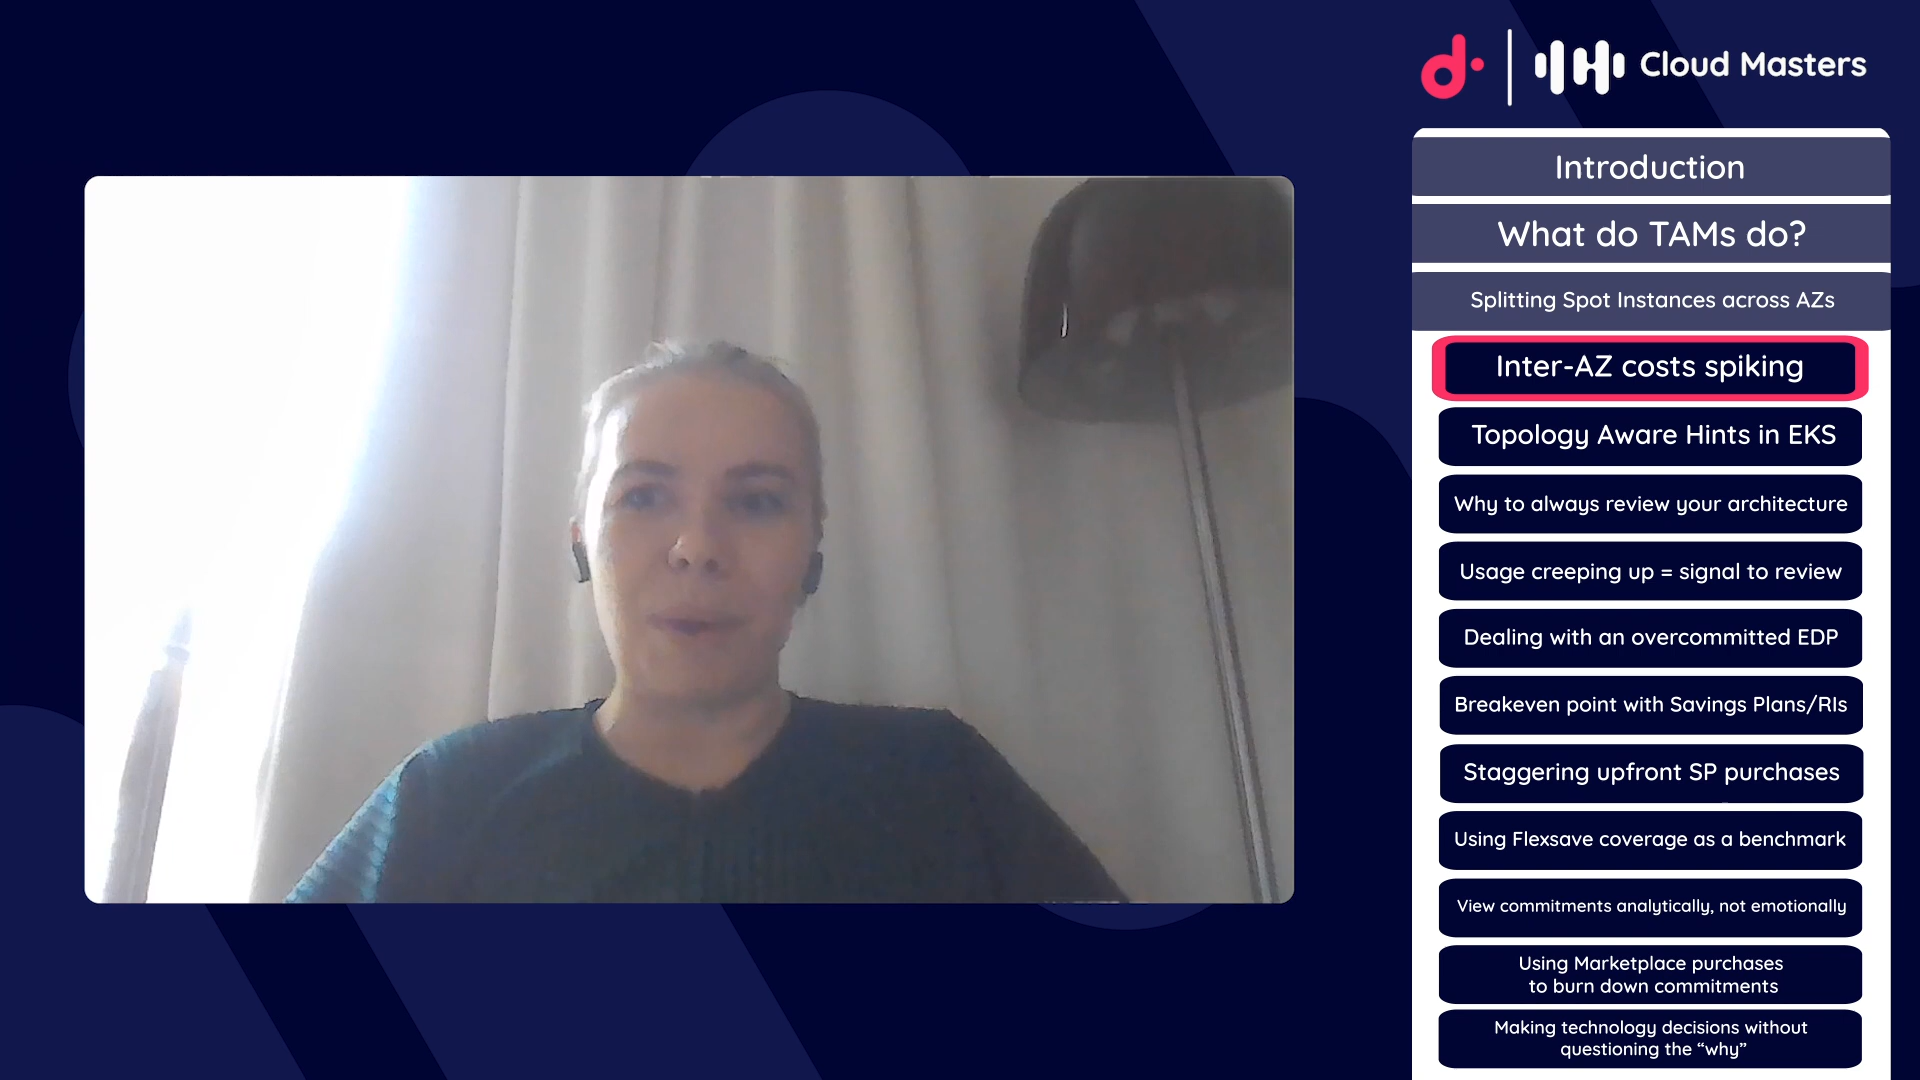 Cloud Masters
Introduction
What do TAMs do?
Splitting Spot Instances across AZs
Inter-AZ costs spiking
Topology Aware Hints in EKS
Why to always review your architecture
Usage creeping up = signal to review
Dealing with an overcommitted EDP
Breakeven point with Savings Plans/RIs
Staggering upfront SP purchases
Using Flexsave coverage as a benchmark
View commitments analytically, not emotionally
Using Marketplace purchases
to burn down commitments
Making technology decisions without
questioning the “why”